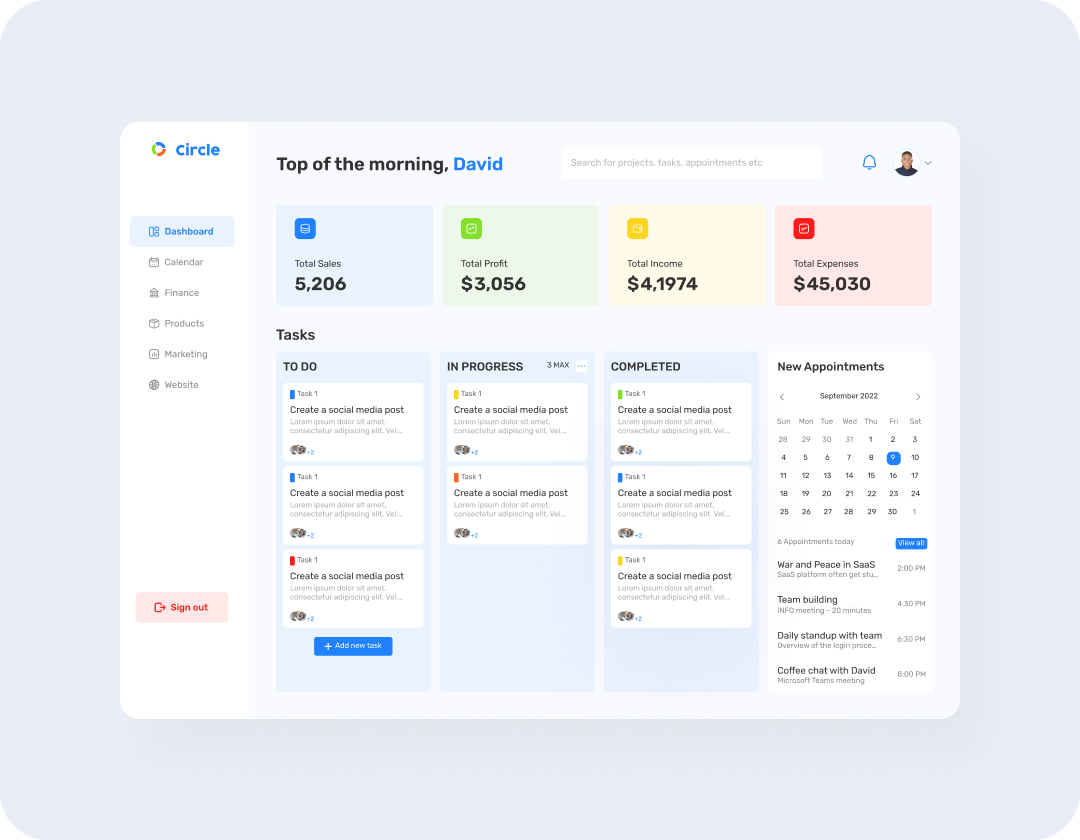 Circle
Dashboard
Calendar
Finance
Products
Marketing
Website
Sign out
Top of the morning, David
Search for projects, tasks, appointments etc
Total Sales
5,206
Total Profit
$3,056
Total Income
$4,1974
Total Expenses
$45,030
Tasks
TO DO
Task 1
Create a social media post
Lorem ipsum dolor sit amet,
consectetur adipiscing elit. Vel...
+2
Task 1
Create a social media post
Lorem ipsum dolor sit amet,
consectetur adipiscing elit. Vel...
+2
Task 1
Create a social media post
Lorem ipsum dolor sit amet,
consectetur adipiscing elit. Vel...
+2
+ Add new task
IN PROGRESS 3 MAX ...
Task 1
Create a social media post
Lorem ipsum dolor sit amet,
consectetur adipiscing elit. Vel...
+2
Task 1
Create a social media post
Lorem ipsum dolor sit amet,
consectetur adipiscing elit. Vel...
+2
COMPLETED
Task 1
Create a social media post
Lorem ipsum dolor sit amet,
consectetur adipiscing elit. Vel...
+2
Task 1
Create a social media post
Lorem ipsum dolor sit amet,
consectetur adipiscing elit. Vel...
+2
Task 1
Create a social media post
Lorem ipsum dolor sit amet,
consectetur adipiscing elit. Vel...
+2
New Appointments
September 2022
Sun Mon Tue Wed Thu Fri Sat
28 29 30 31 1 2 3
4 5 6 7 8 9 10
11 12 13 14 15 16 17
18 19 20 21 22 23 24
25 26 27 28 29 30 1
6 Appointments today View all
War and Peace in SaaS
SaaS platform often get stu...
2:00 PM
Team building
INFO meeting - 20 minutes
4:30 PM
Daily standup with team
Overview of the login proce...
6:30 PM
Coffee chat with David
Microsoft Teams meeting
8:00 PM